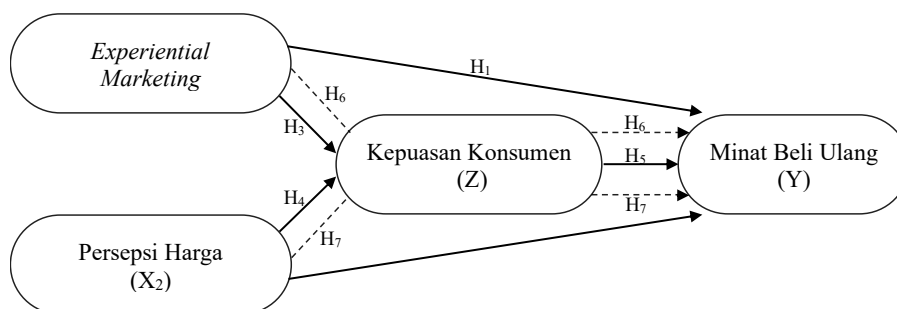 Experiential
Marketing
H₁
H₆
H₃
Kepuasan Konsumen
(Z)
H₆
H₅
H₇
Minat Beli Ulang
(Y)
H₄
H₇
Persepsi Harga
(X₂)